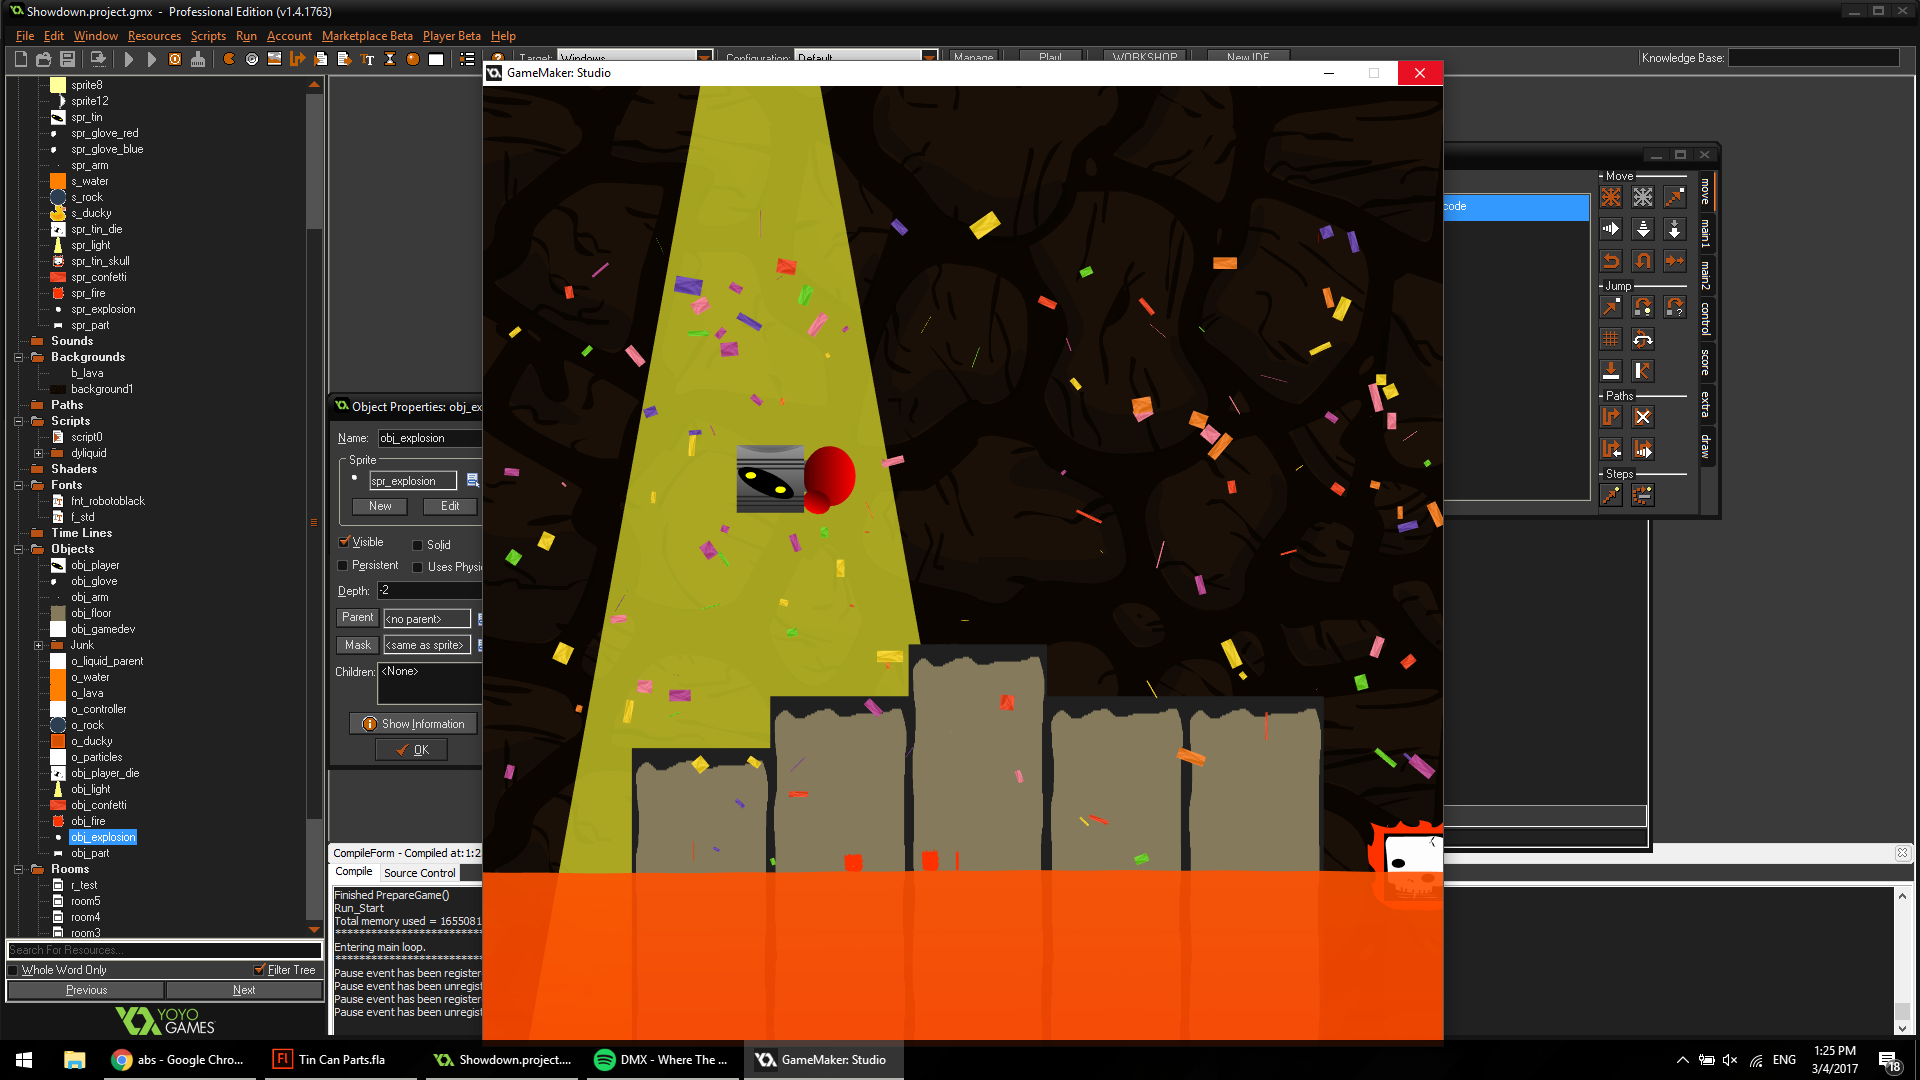 Showdown.project.gmx - Professional Edition (v1.4.1763)
File Edit Window Resources Scripts Run Account Marketplace Beta Player Beta Help
Target: Windows Configuration: Default Manage Play! WORKSHOP New IDE Knowledge Base:
GameMaker: Studio
sprite8
sprite12
spr_tin
spr_glove_red
spr_glove_blue
spr_arm
s_water
s_rock
s_ducky
spr_tin_die
spr_light
spr_tin_skull
spr_confetti
spr_fire
spr_explosion
spr_part
Sounds
Backgrounds
b_lava
background1
Paths
Scripts
script0
dyliquid
Shaders
Fonts
fnt_robotoblack
f_std
Time Lines
Objects
obj_player
obj_glove
obj_arm
obj_floor
obj_gamedev
Junk
o_liquid_parent
o_water
o_lava
o_controller
o_rock
o_ducky
o_particles
obj_player_die
obj_light
obj_confetti
obj_fire
obj_explosion
obj_part
Rooms
r_test
room5
room4
room3
Search For Resources...
Whole Word Only Filter Tree
Previous Next
YOYO
GAMES
Object Properties: obj_ex
Name: obj_explosion
Sprite
spr_explosion
New Edit
Visible Solid
Persistent Uses Physi
Depth: -2
Parent <no parent>
Mask <same as sprite>
Children: <None>
Show Information
OK
CompileForm - Compiled at:1:2
Compile Source Control
Finished PrepareGame()
Run_Start
Total memory used = 1655081
***********************
Entering main loop.
***********************
Pause event has been register
Pause event has been unregist
Pause event has been register
Pause event has been unregist
code
Move
Jump
Paths
Steps
move
main1
main2
control
score
extra
draw
abs - Google Chro...
Tin Can Parts.fla
Showdown.project....
DMX - Where The ...
GameMaker: Studio
ENG
1:25 PM
3/4/2017
18